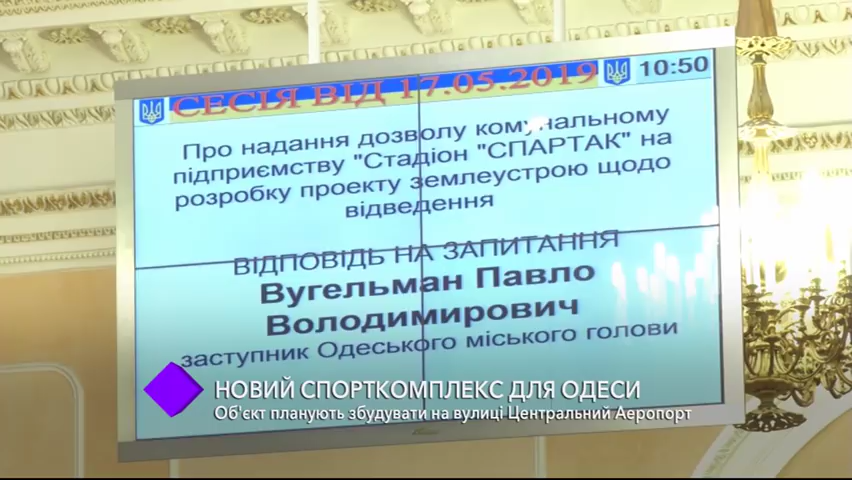 СЕСІЯ ВІД 17.05.2019
10:50
Про надання дозволу комунальному
підприємству "Стадіон "СПАРТАК" на
розробку проекту землеустрою щодо
відведення
ВІДПОВІДЬ НА ЗАПИТАННЯ
Вугельман Павло
Володимирович
заступник Одеського міського голови
НОВИЙ СПОРТКОМПЛЕКС ДЛЯ ОДЕСИ
Об'єкт планують збудувати на вулиці Центральний Аеропорт